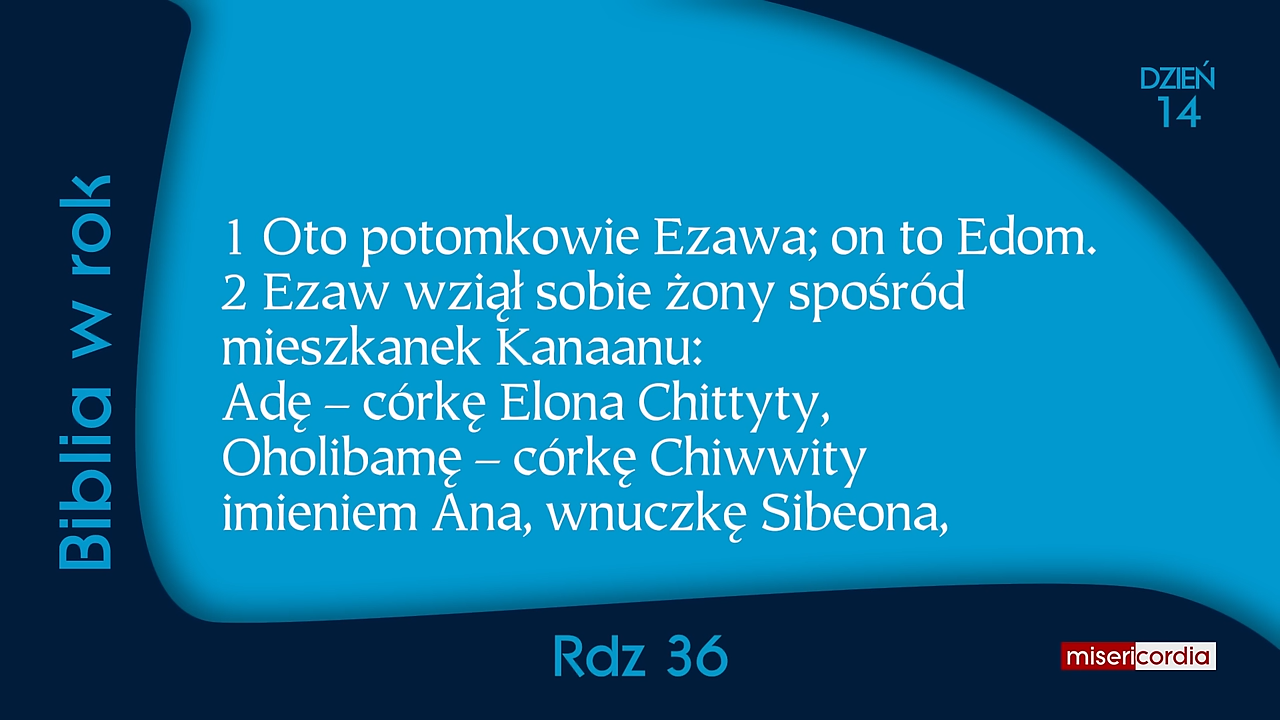 DZIEŃ
14
Biblia w rok
1 Oto potomkowie Ezawa; on to Edom.
2 Ezaw wziął sobie żony spośród
mieszkanek Kanaanu:
Adę – córkę Elona Chittyty,
Oholibamę – córkę Chiwwity
imieniem Ana, wnuczkę Sibeona,
Rdz 36
misericordia